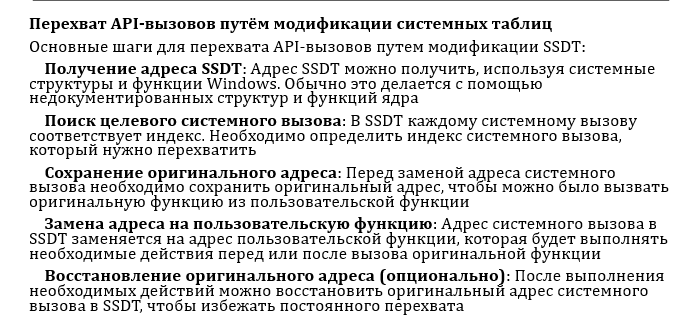 Перехват API-вызовов путём модификации системных таблиц
Основные шаги для перехвата API-вызовов путем модификации SSDT:
Получение адреса SSDT: Адрес SSDT можно получить, используя системные
структуры и функции Windows. Обычно это делается с помощью
недокументированных структур и функций ядра
Поиск целевого системного вызова: В SSDT каждому системному вызову
соответствует индекс. Необходимо определить индекс системного вызова,
который нужно перехватить
Сохранение оригинального адреса: Перед заменой адреса системного
вызова необходимо сохранить оригинальный адрес, чтобы можно было вызвать
оригинальную функцию из пользовательской функции
Замена адреса на пользовательскую функцию: Адрес системного вызова в
SSDT заменяется на адрес пользовательской функции, которая будет выполнять
необходимые действия перед или после вызова оригинальной функции
Восстановление оригинального адреса (опционально): После выполнения
необходимых действий можно восстановить оригинальный адрес системного
вызова в SSDT, чтобы избежать постоянного перехвата